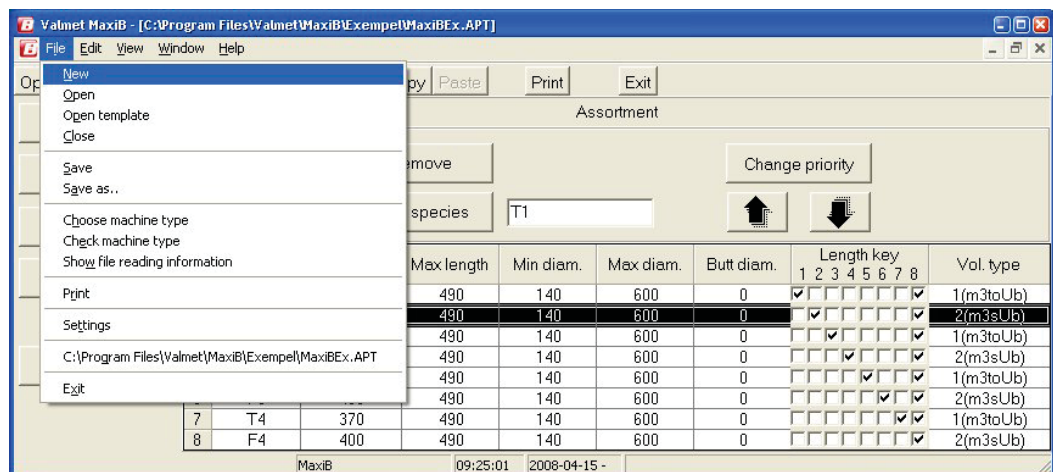 Valmet MaxiB - [C:\Program Files\Valmet\MaxiB\Exempel\MaxiBEx.APT]
File Edit View Window Help
Paste Print Exit
New
Open
Open template
Close
Save
Save as..
Choose machine type
Check machine type
Show file reading information
Print
Settings
C:\Program Files\Valmet\MaxiB\Exempel\MaxiBEx.APT
Exit
Assortment
Change priority
species T1
Max length Min diam. Max diam. Butt diam. Length key Vol. type
1 2 3 4 5 6 7 8
490 140 600 0 1(m3toUb)
490 140 600 0 2(m3sUb)
490 140 600 0 1(m3toUb)
490 140 600 0 2(m3sUb)
490 140 600 0 1(m3toUb)
490 140 600 0 2(m3sUb)
7 T4 370 490 140 600 0 1(m3toUb)
8 F4 400 490 140 600 0 2(m3sUb)
MaxiB 09:25:01 2008-04-15 -